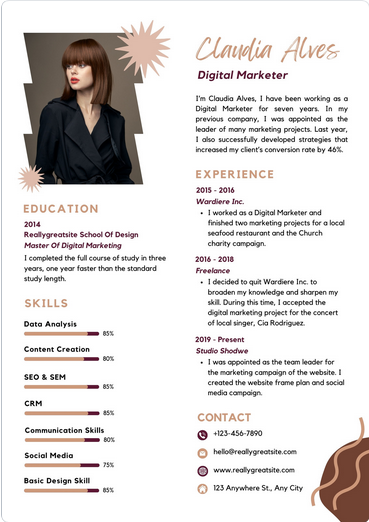 Claudia Alves
Digital Marketer
I'm Claudia Alves, I have been working as a
Digital Marketer for seven years. In my
previous company, I was appointed as the
leader of many marketing projects. Last year,
I also successfully developed strategies that
increased my client's conversion rate by 46%.
EDUCATION
2014
Reallygreatsite School Of Design
Master Of Digital Marketing
I completed the full course of study in three
years, one year faster than the standard
study length.
SKILLS
Data Analysis
85%
Content Creation
80%
SEO & SEM
85%
CRM
85%
Communication Skills
80%
Social Media
75%
Basic Design Skill
85%
EXPERIENCE
2015 - 2016
Wardiere Inc.
• I worked as a Digital Marketer and
finished two marketing projects for a local
seafood restaurant and the Church
charity campaign.
2016 - 2018
Freelance
• I decided to quit Wardiere Inc. to
broaden my knowledge and sharpen my
skill. During this time, I accepted the
digital marketing project for the concert
of local singer, Cia Rodriguez.
2019 - Present
Studio Shodwe
• I was appointed as the team leader for
the marketing campaign of the website. I
created the website frame plan and social
media campaign.
CONTACT
+123-456-7890
hello@reallygreatsite.com
www.reallygreatsite.com
123 Anywhere St., Any City